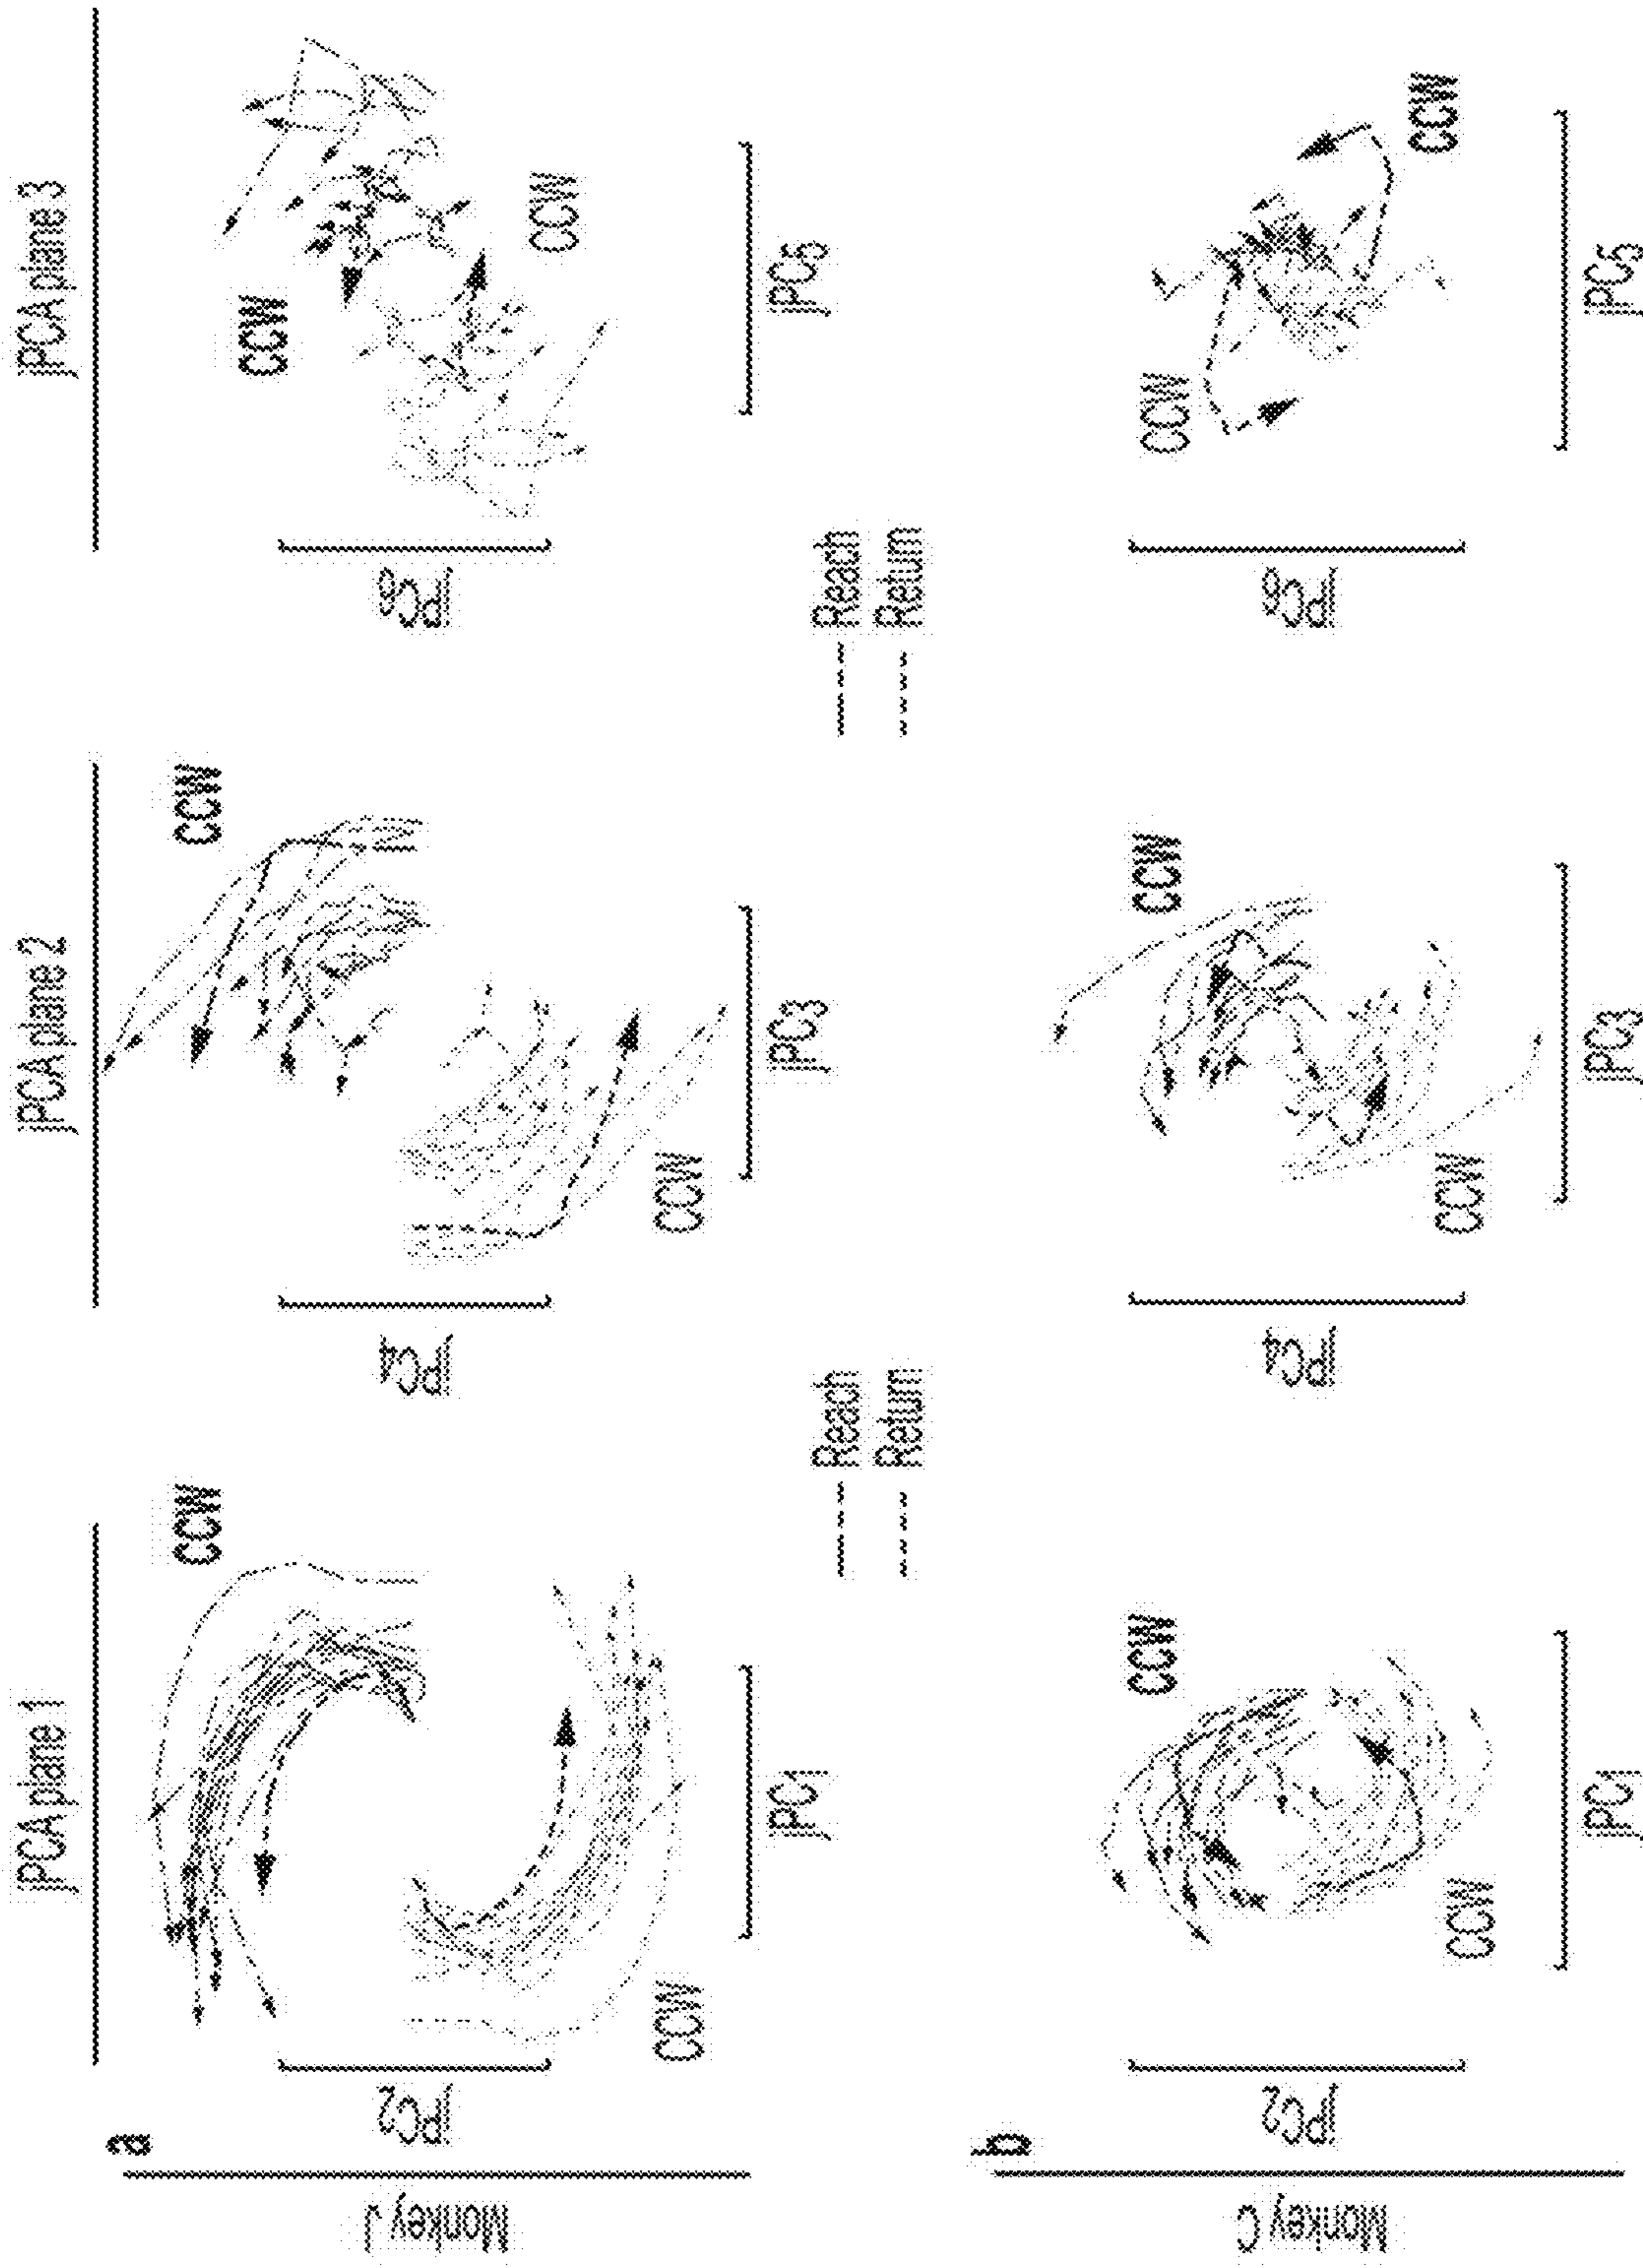 jPCA plane 1
jPCA plane 2
jPCA plane 3
a
Monkey J
jPC2
CCW
CCW
jPC1
jPC4
CCW
CCW
jPC3
jPC6
CCW
CCW
jPC5
Reach
Return
Reach
Return
b
Monkey C
jPC2
CCW
CCW
jPC1
jPC4
CCW
CCW
jPC3
jPC6
CCW
CCW
jPC5